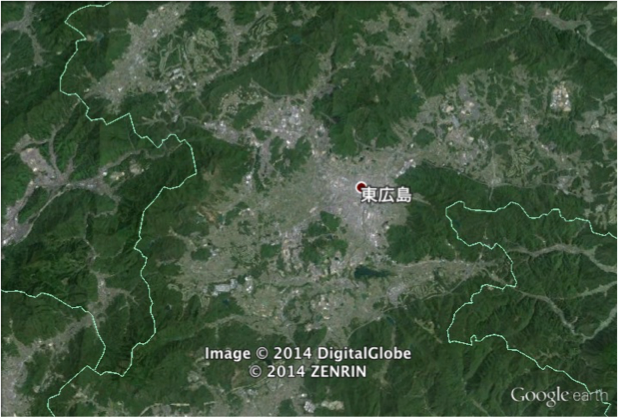 東広島
Image © 2014 DigitalGlobe
© 2014 ZENRIN
Google earth